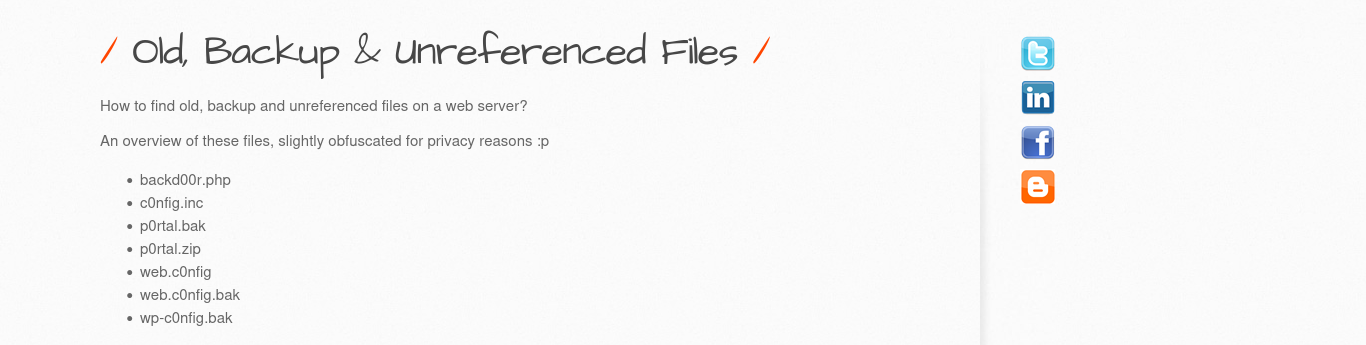 / Old, Backup & Unreferenced Files /
How to find old, backup and unreferenced files on a web server?
An overview of these files, slightly obfuscated for privacy reasons :p
backd00r.php
c0nfig.inc
p0rtal.bak
p0rtal.zip
web.c0nfig
web.c0nfig.bak
wp-c0nfig.bak
t
in
f
B